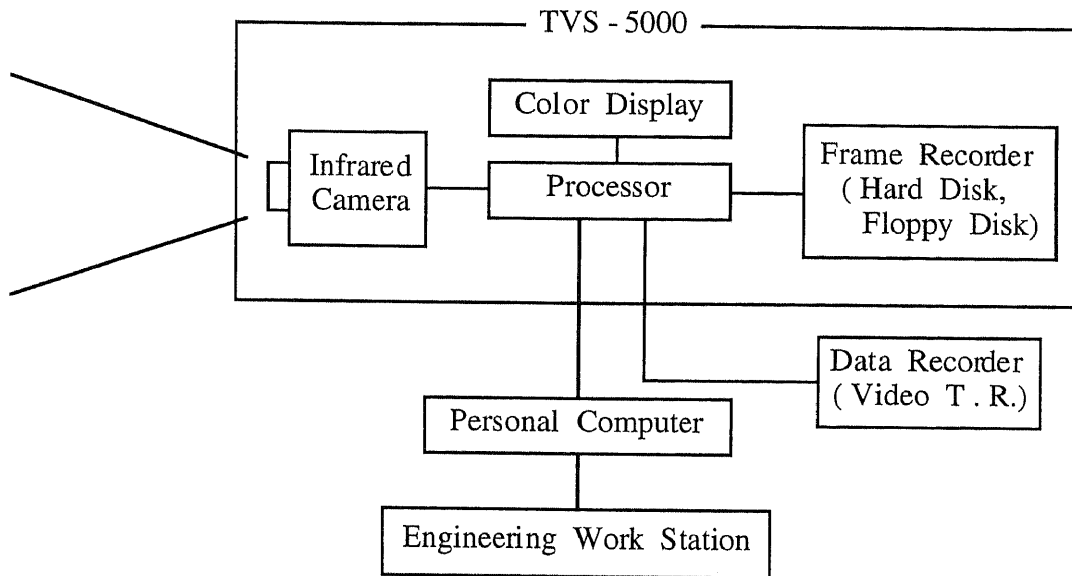 TVS - 5000
Color Display
Infrared
Camera
Processor
Frame Recorder
( Hard Disk,
Floppy Disk)
Data Recorder
( Video T . R.)
Personal Computer
Engineering Work Station